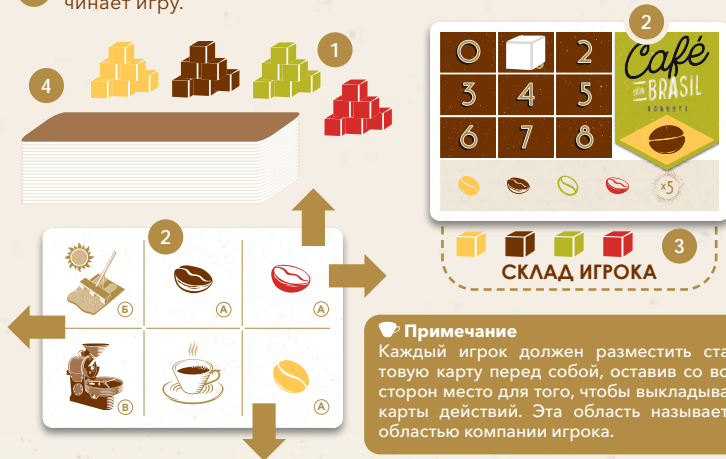 чинает игру.
1
4
2
Б
А
А
В
А
2
0
2
3
4
5
6
7
8
Café
BRASIL
x5
3
СКЛАД ИГРОКА
Примечание
Каждый игрок должен разместить ста
товую карту перед собой, оставив со вс
сторон место для того, чтобы выкладыва
карты действий. Эта область называет
областью компании игрока.